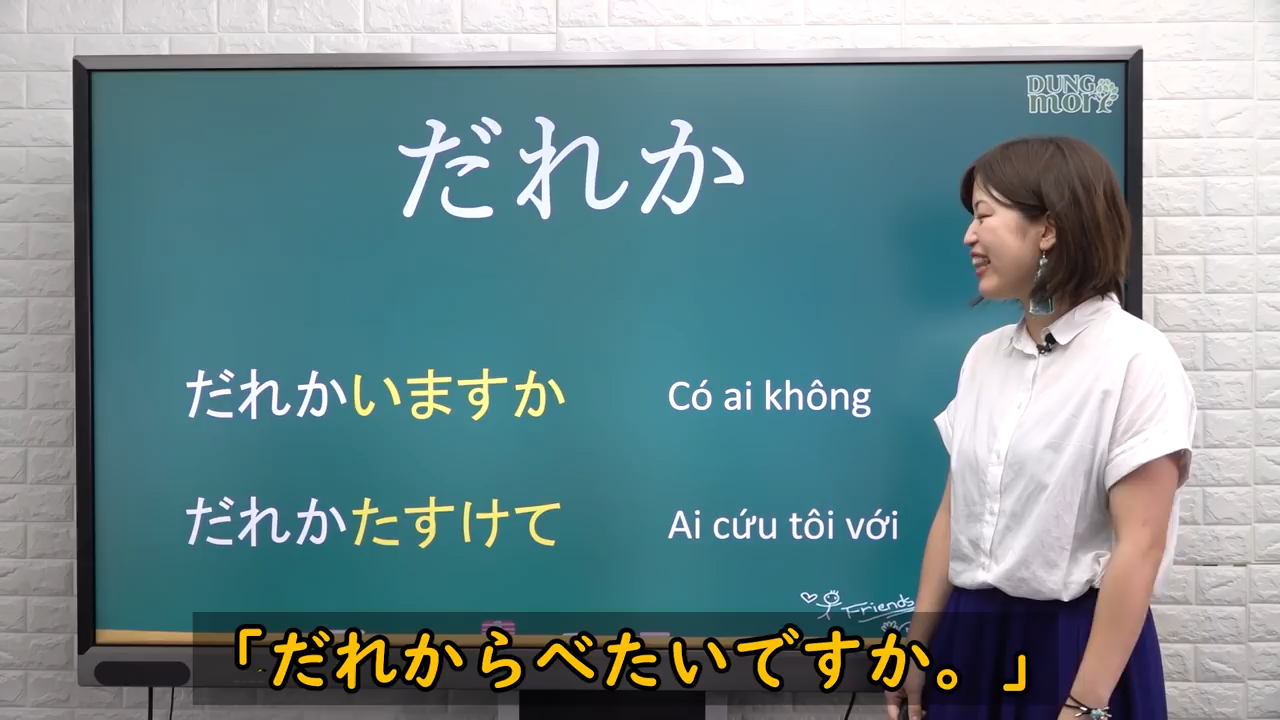 DUNG
mori
だれか
だれかいますか Có ai không
だれかたすけて Ai cứu tôi với
Friends
「だれからべたいですか。」